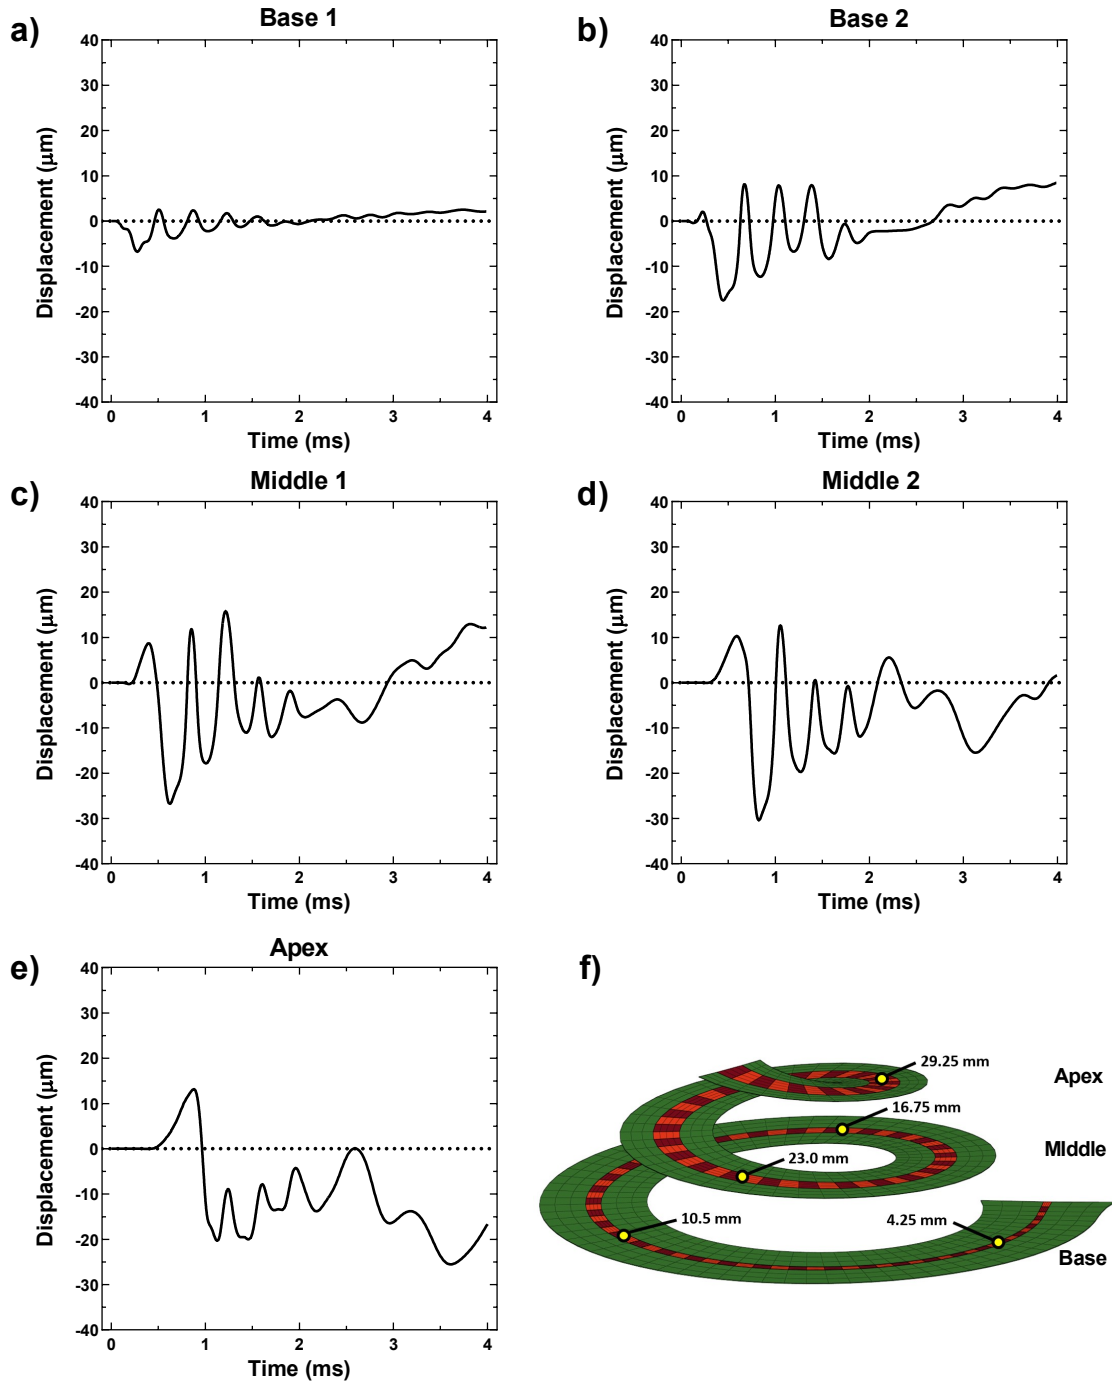 a)
Base 1
40
30
20
10
0
-10
-20
-30
-40
Displacement (μm)
0 1 2 3 4
Time (ms)
b)
Base 2
40
30
20
10
0
-10
-20
-30
-40
Displacement (μm)
0 1 2 3 4
Time (ms)
c)
Middle 1
40
30
20
10
0
-10
-20
-30
-40
Displacement (μm)
0 1 2 3 4
Time (ms)
d)
Middle 2
40
30
20
10
0
-10
-20
-30
-40
Displacement (μm)
0 1 2 3 4
Time (ms)
e)
Apex
40
30
20
10
0
-10
-20
-30
-40
Displacement (μm)
0 1 2 3 4
Time (ms)
f)
29.25 mm
Apex
16.75 mm
MIddle
23.0 mm
10.5 mm
4.25 mm
Base